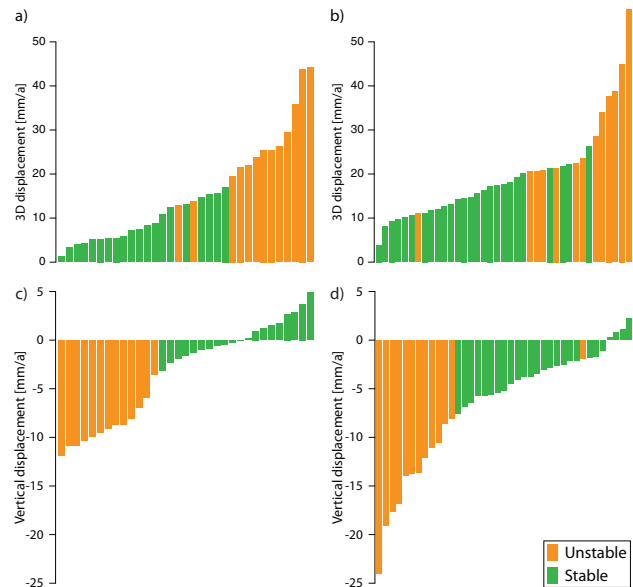 a)
3D displacement [mm/a]
50
40
30
20
10
0
b)
3D displacement [mm/a]
50
40
30
20
10
0
c)
Vertical displacement [mm/a]
5
0
-5
-10
-15
-20
-25
d)
Vertical displacement [mm/a]
5
0
-5
-10
-15
-20
-25
Unstable
Stable